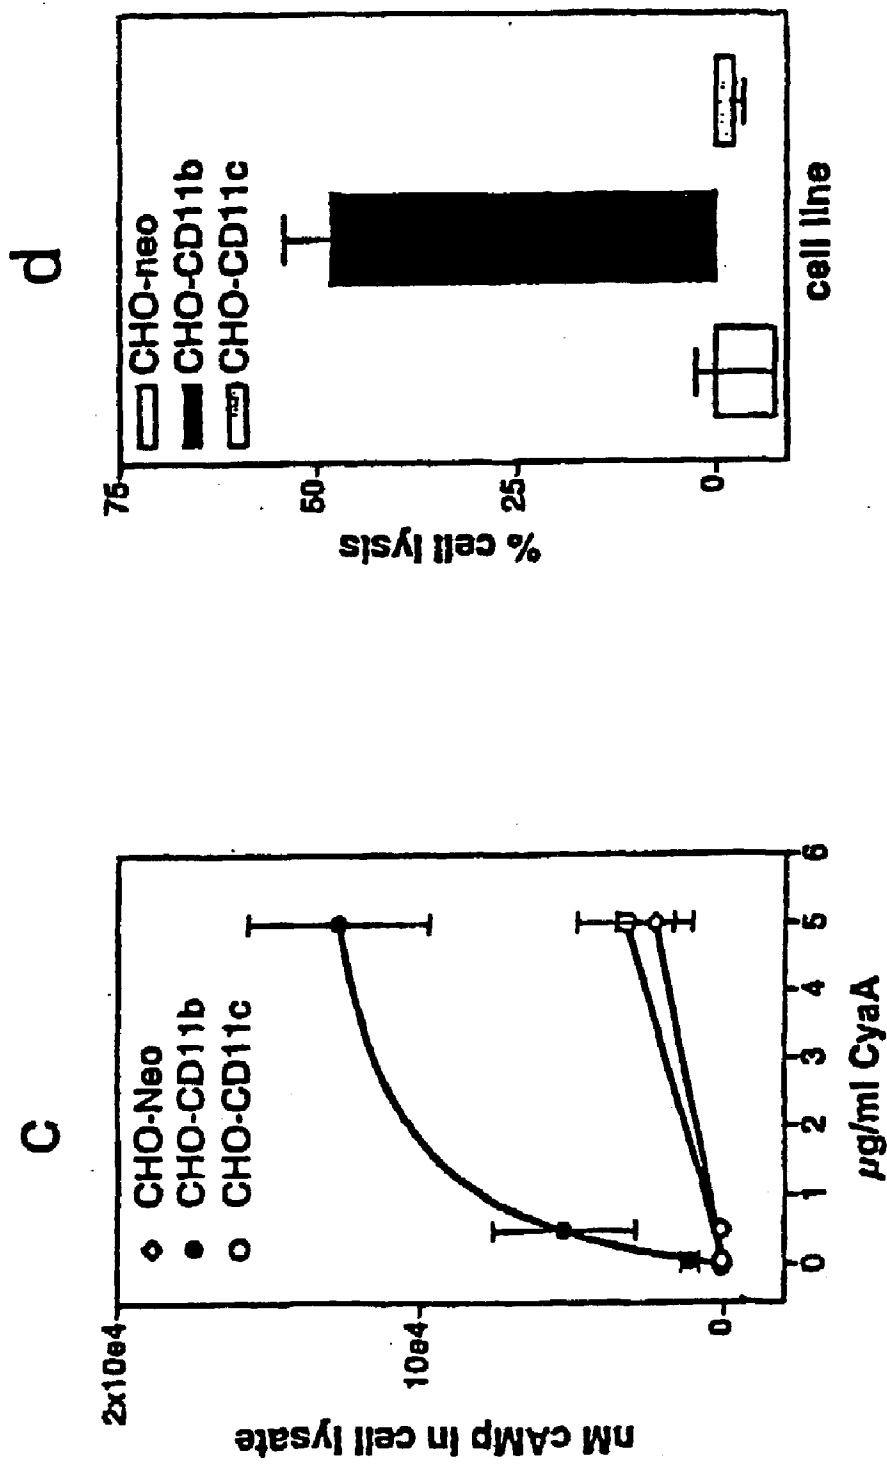 c
2x10e4
10e4
0
nM cAMp in cell lysate
CHO-Neo
CHO-CD11b
CHO-CD11c
0 1 2 3 4 5 6
µg/ml CyaA
d
75
50
25
0
% cell lysis
CHO-neo
CHO-CD11b
CHO-CD11c
cell line